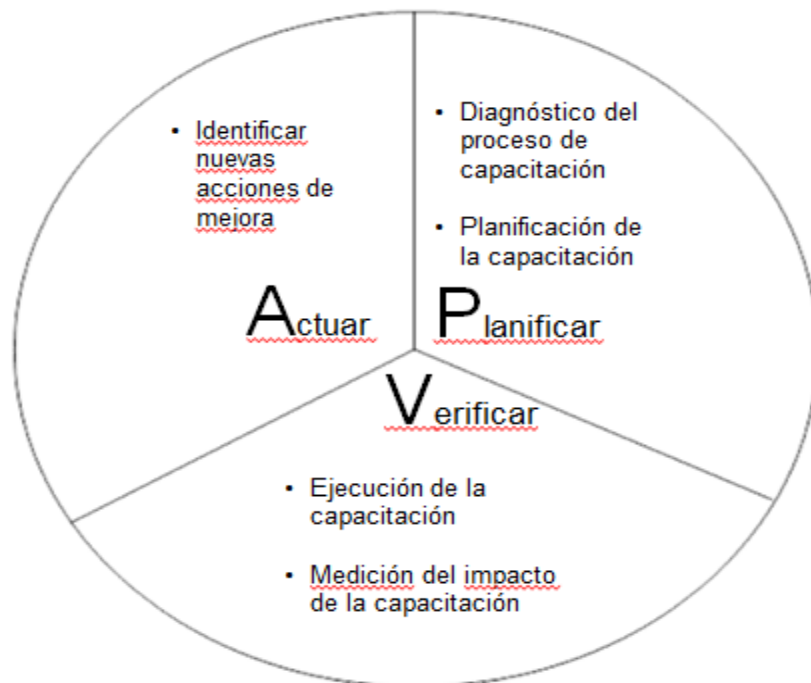 • Identificar
nuevas
acciones de
mejora
Actuar
• Diagnóstico del
proceso de
capacitación
• Planificación de
la capacitación
Planificar
Verificar
• Ejecución de la
capacitación
• Medición del impacto
de la capacitación